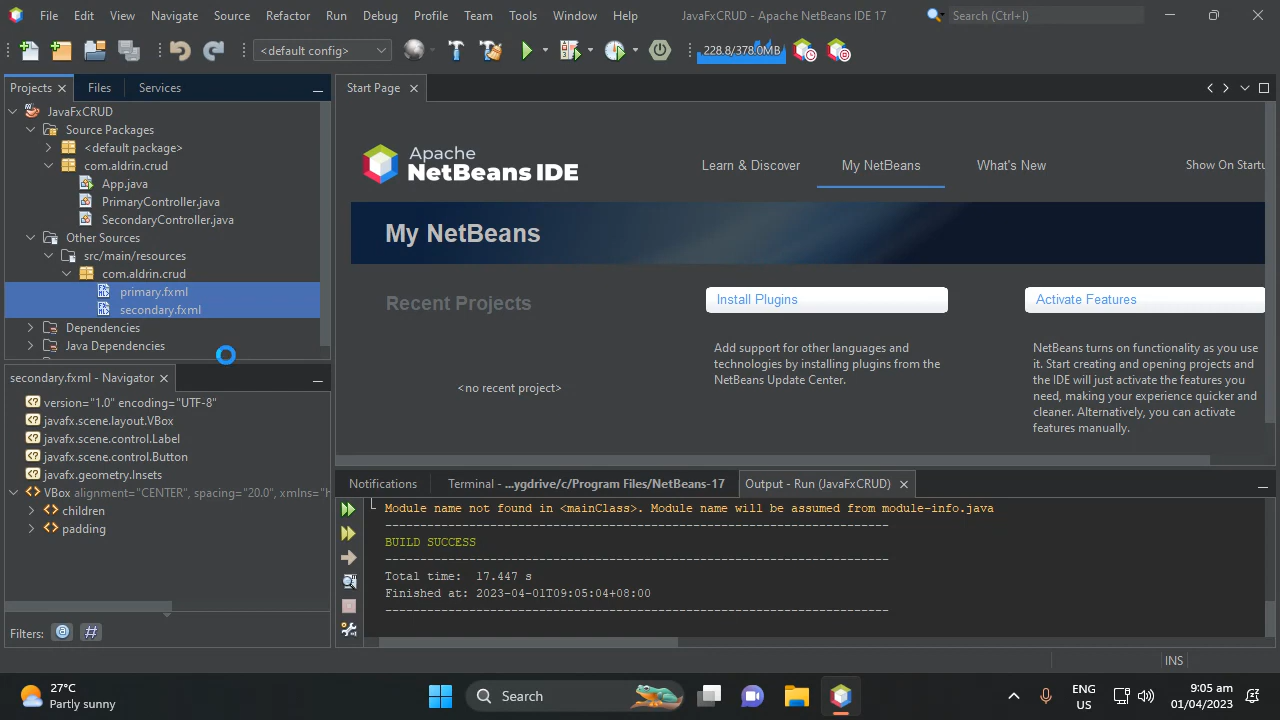 File Edit View Navigate Source Refactor Run Debug Profile Team Tools Window Help JavaFxCRUD - Apache NetBeans IDE 17 Search (Ctrl+I)
<default config> 228.8/378.0MB
Projects Files Services
JavaFxCRUD
Source Packages
<default package>
com.aldrin.crud
App.java
PrimaryController.java
SecondaryController.java
Other Sources
src/main/resources
com.aldrin.crud
primary.fxml
secondary.fxml
Dependencies
Java Dependencies
secondary.fxml - Navigator
version="1.0" encoding="UTF-8"
javafx.scene.layout.VBox
javafx.scene.control.Label
javafx.scene.control.Button
javafx.geometry.Insets
VBox alignment="CENTER", spacing="20.0", xmlns="h
children
padding
Filters: @ #
Start Page
Apache
NetBeans IDE
Learn & Discover My NetBeans What's New Show On Startu
My NetBeans
Recent Projects
<no recent project>
Install Plugins
Add support for other languages and
technologies by installing plugins from the
NetBeans Update Center.
Activate Features
NetBeans turns on functionality as you use
it. Start creating and opening projects and
the IDE will just activate the features you
need, making your experience quicker and
cleaner. Alternatively, you can activate
features manually.
Notifications Terminal - ...ygdrive/c/Program Files/NetBeans-17 Output - Run (JavaFxCRUD)
Module name not found in <mainClass>. Module name will be assumed from module-info.java
------------------------------------------------------------------------
BUILD SUCCESS
------------------------------------------------------------------------
Total time:  17.447 s
Finished at: 2023-04-01T09:05:04+08:00
------------------------------------------------------------------------
INS
27°C
Partly sunny
Search
ENG
US
9:05 am
01/04/2023